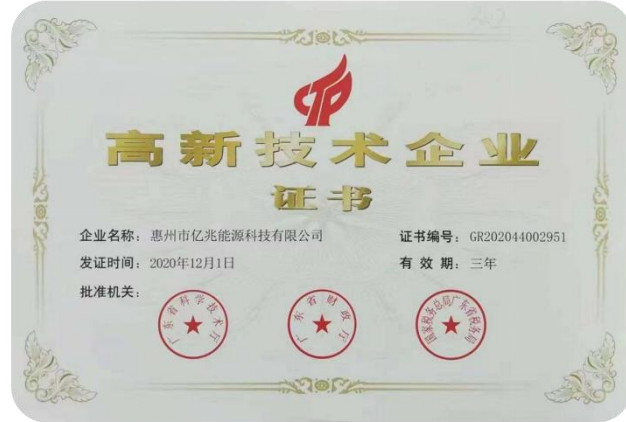 CTP
高新技术企业
证书
企业名称：惠州市亿兆能源科技有限公司
证书编号：GR202044002951
发证时间：2020年12月1日
有效期：三年
批准机关：
广东省科学技术厅
广东省财政厅
国家税务总局广东省税务局